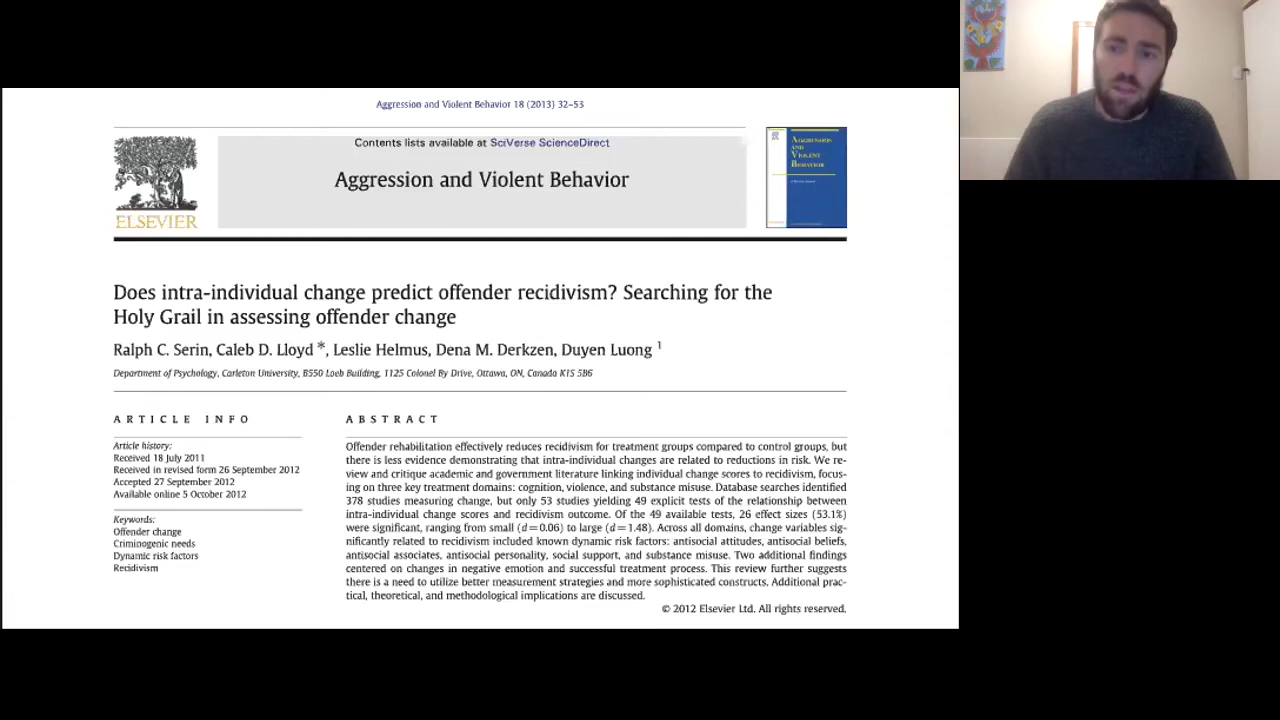 Aggression and Violent Behavior 18 (2013) 32–53
Contents lists available at SciVerse ScienceDirect
Aggression and Violent Behavior
ELSEVIER
AGGRESSION
AND
VIOLENT
BEHAVIOR
Does intra-individual change predict offender recidivism? Searching for the
Holy Grail in assessing offender change
Ralph C. Serin, Caleb D. Lloyd *, Leslie Helmus, Dena M. Derkzen, Duyen Luong 1
Department of Psychology, Carleton University, B550 Loeb Building, 1125 Colonel By Drive, Ottawa, ON, Canada K1S 5B6
ARTICLE INFO
Article history:
Received 18 July 2011
Received in revised form 26 September 2012
Accepted 27 September 2012
Available online 5 October 2012
Keywords:
Offender change
Criminogenic needs
Dynamic risk factors
Recidivism
ABSTRACT
Offender rehabilitation effectively reduces recidivism for treatment groups compared to control groups, but
there is less evidence demonstrating that intra-individual changes are related to reductions in risk. We re-
view and critique academic and government literature linking individual change scores to recidivism, focus-
ing on three key treatment domains: cognition, violence, and substance misuse. Database searches identified
378 studies measuring change, but only 53 studies yielding 49 explicit tests of the relationship between
intra-individual change scores and recidivism outcome. Of the 49 available tests, 26 effect sizes (53.1%)
were significant, ranging from small (d=0.06) to large (d=1.48). Across all domains, change variables sig-
nificantly related to recidivism included known dynamic risk factors: antisocial attitudes, antisocial beliefs,
antisocial associates, antisocial personality, social support, and substance misuse. Two additional findings
centered on changes in negative emotion and successful treatment process. This review further suggests
there is a need to utilize better measurement strategies and more sophisticated constructs. Additional prac-
tical, theoretical, and methodological implications are discussed.
© 2012 Elsevier Ltd. All rights reserved.